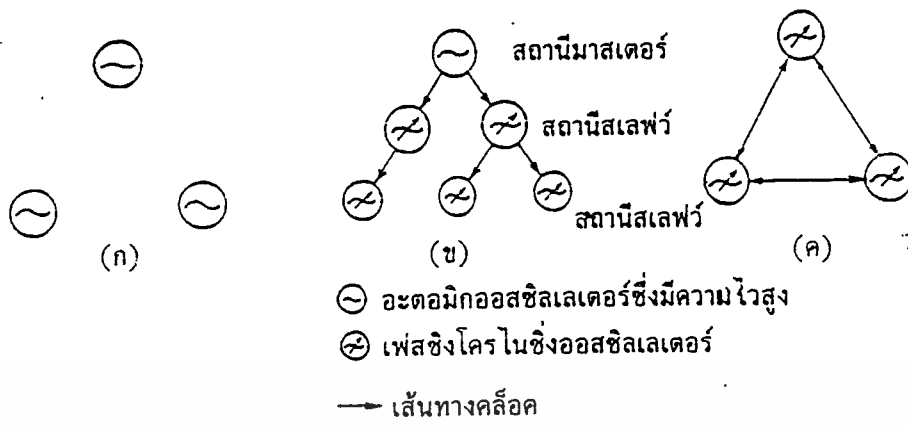 สถานีมาสเตอร์
สถานีสเลฟว์
สถานีสเลฟว์
(ก)
(ข)
(ค)
อะตอมิกออสซิลเลเตอร์ซึ่งมีความไวสูง
เฟสซิงโครไนซิ่งออสซิลเลเตอร์
เส้นทางคล็อค